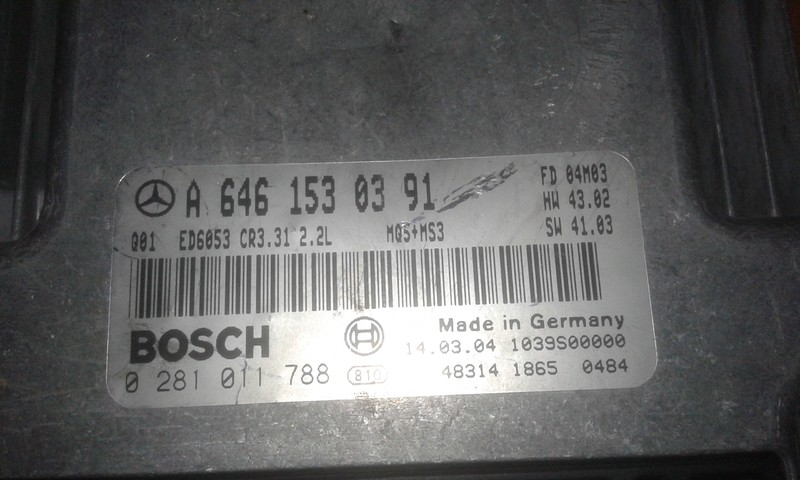 A 646 153 03 91
FD 04M03
HW 43.02
Q01 ED6053 CR3.31 2.2L MQS+MS3
SW 41.03
BOSCH
Made in Germany
14.03.04 1039S00000
0 281 011 788 810 48314 1865 0484